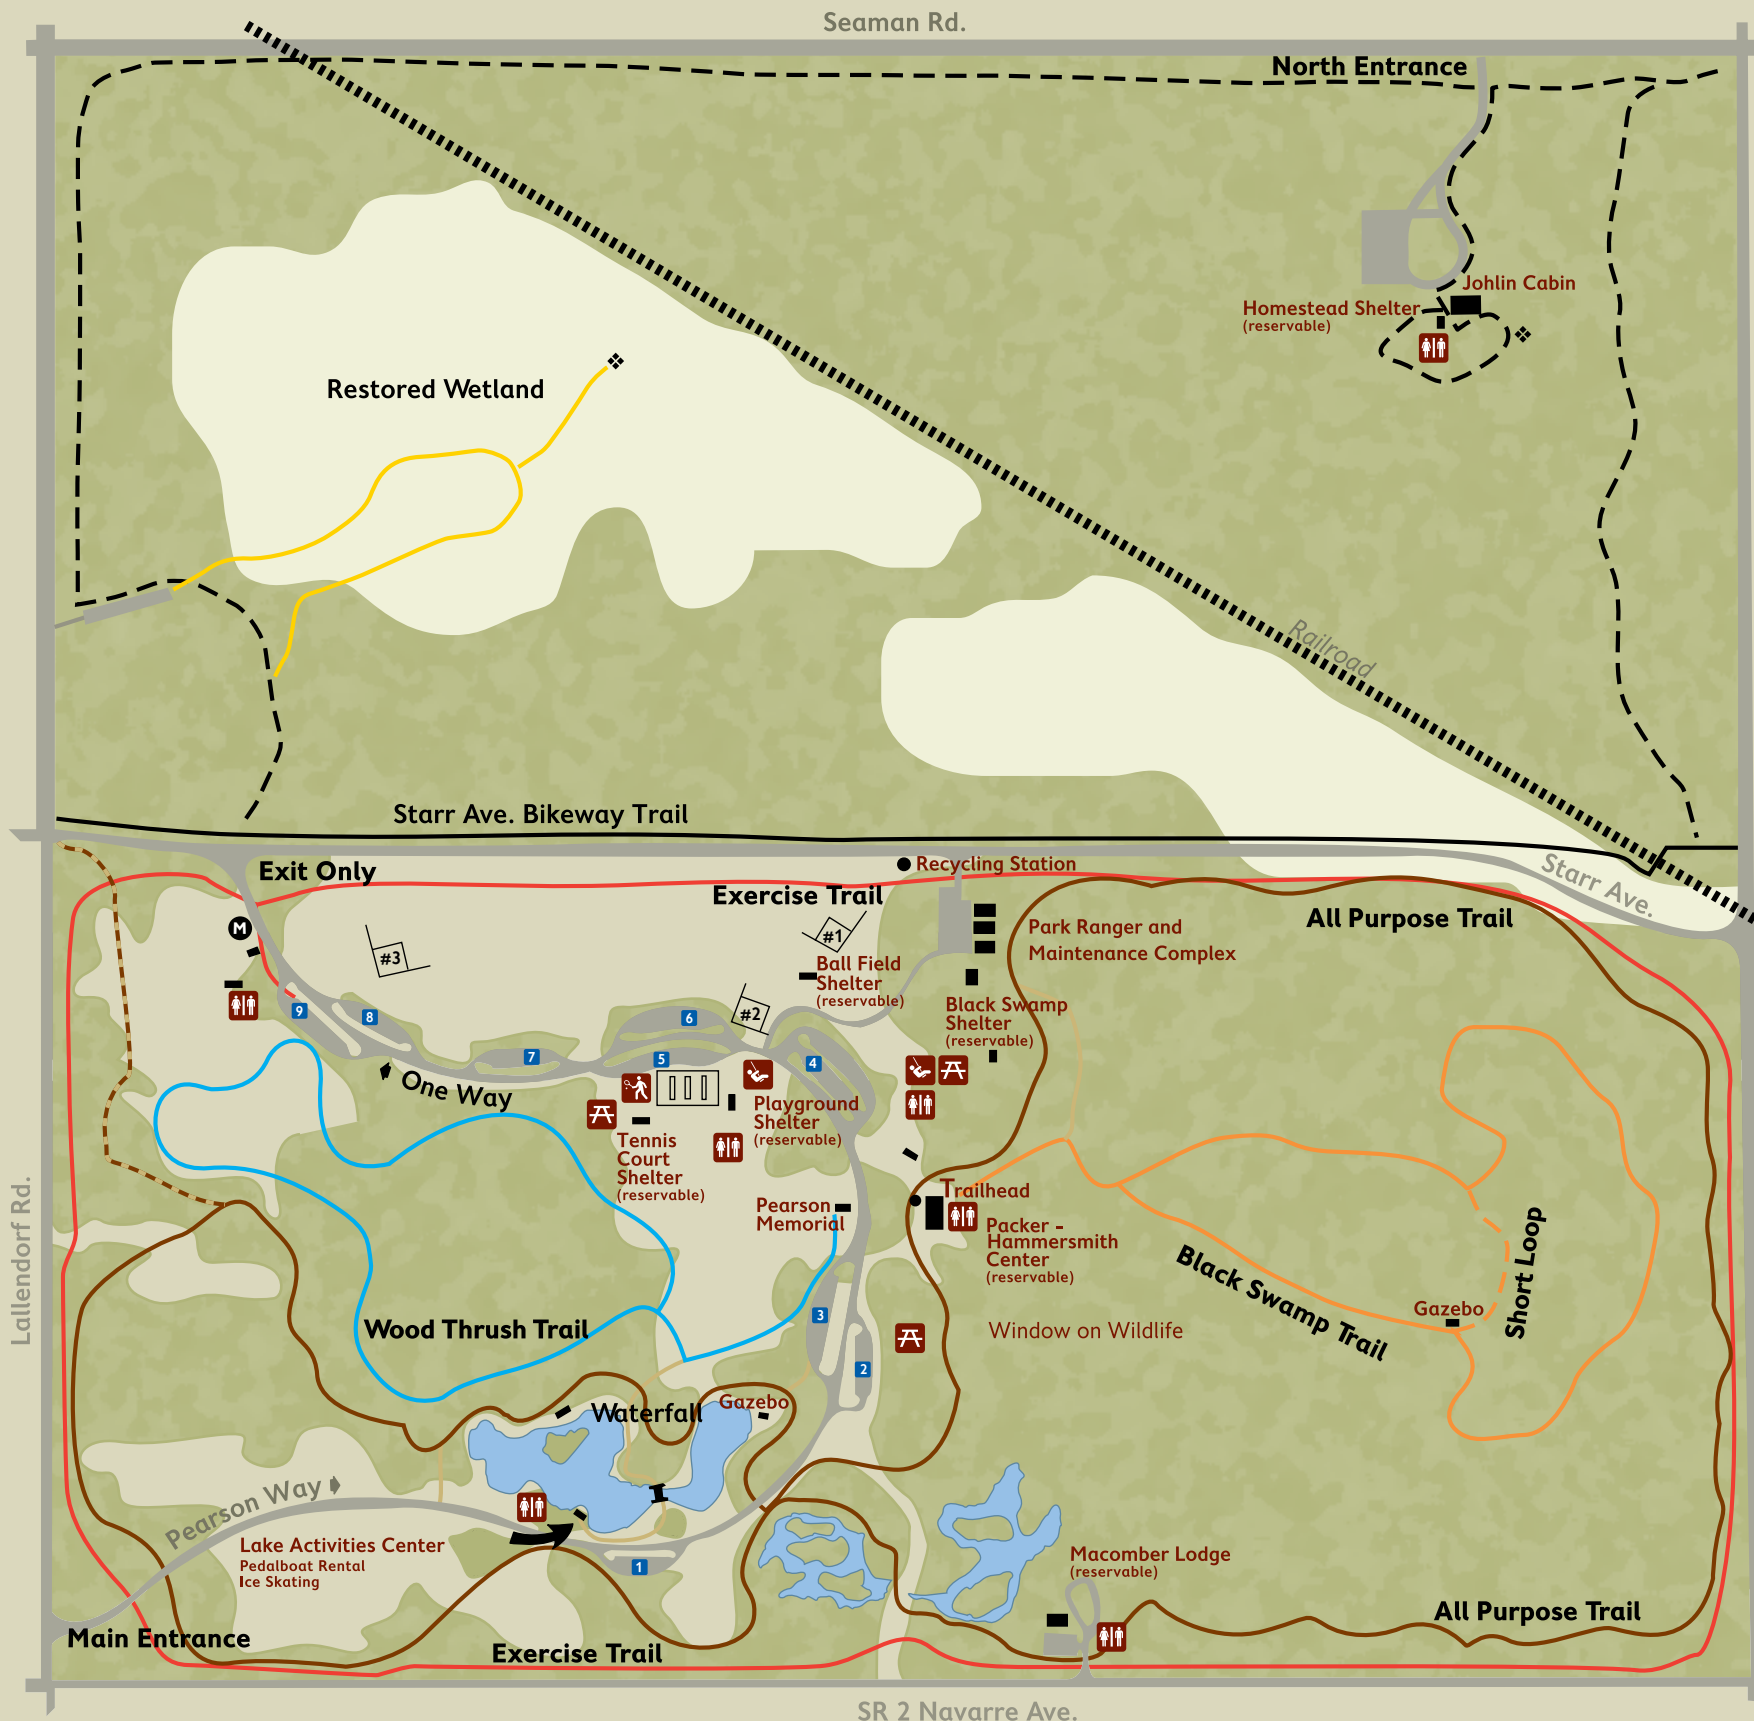 Seaman Rd.
North Entrance
Johlin Cabin
Homestead Shelter
(reservable)
Restored Wetland
Railroad
Starr Ave. Bikeway Trail
Exit Only
Recycling Station
Starr Ave.
Exercise Trail
All Purpose Trail
M
#1
#3
Park Ranger and
Maintenance Complex
Ball Field
Shelter
(reservable)
Black Swamp
Shelter
(reservable)
9
8
6
#2
7
5
4
One Way
Playground
Shelter
(reservable)
Tennis
Court
Shelter
(reservable)
Pearson
Memorial
Trailhead
Packer -
Hammersmith
Center
(reservable)
Lallendorf Rd.
Black Swamp Trail
Short Loop
Gazebo
Wood Thrush Trail
3
Window on Wildlife
2
Waterfall
Gazebo
Pearson Way
Lake Activities Center
Pedalboat Rental
Ice Skating
1
Macomber Lodge
(reservable)
Main Entrance
Exercise Trail
All Purpose Trail
SR 2 Navarre Ave.